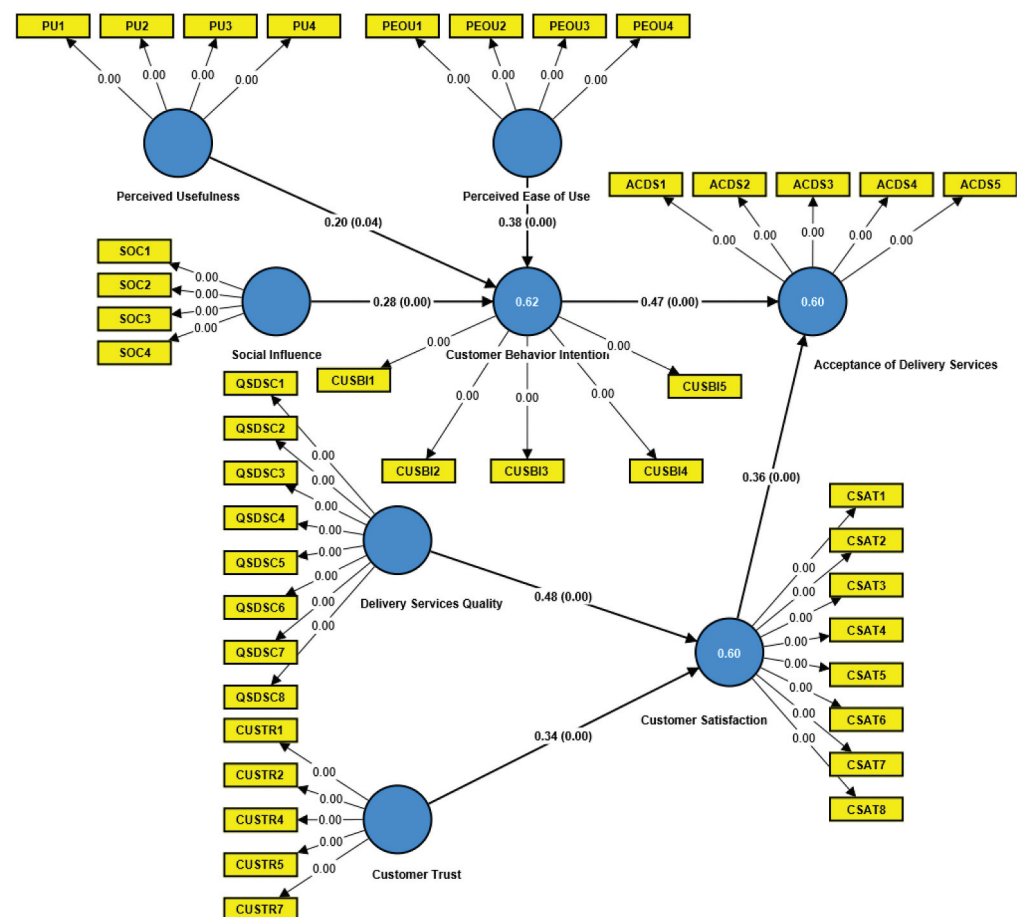 PU1 PU2 PU3 PU4
0.00 0.00 0.00 0.00
Perceived Usefulness
PEOU1 PEOU2 PEOU3 PEOU4
0.00 0.00 0.00 0.00
Perceived Ease of Use
ACDS1 ACDS2 ACDS3 ACDS4 ACDS5
0.00 0.00 0.00 0.00 0.00
0.60
Acceptance of Delivery Services
0.20 (0.04)
0.38 (0.00)
SOC1
SOC2
SOC3
SOC4
0.00
0.00
0.00
0.00
Social Influence
0.28 (0.00)
0.62
Customer Behavior Intention
0.47 (0.00)
0.00 0.00 0.00 0.00 0.00
CUSBI1
CUSBI2
CUSBI3
CUSBI4
CUSBI5
QSDSC1
QSDSC2
QSDSC3
QSDSC4
QSDSC5
QSDSC6
QSDSC7
QSDSC8
0.00
0.00
0.00
0.00
0.00
0.00
0.00
0.00
Delivery Services Quality
0.48 (0.00)
0.36 (0.00)
CUSTR1
CUSTR2
CUSTR4
CUSTR5
CUSTR7
0.00
0.00
0.00
0.00
0.00
Customer Trust
0.34 (0.00)
0.60
Customer Satisfaction
0.00
0.00
0.00
0.00
0.00
0.00
0.00
0.00
CSAT1
CSAT2
CSAT3
CSAT4
CSAT5
CSAT6
CSAT7
CSAT8